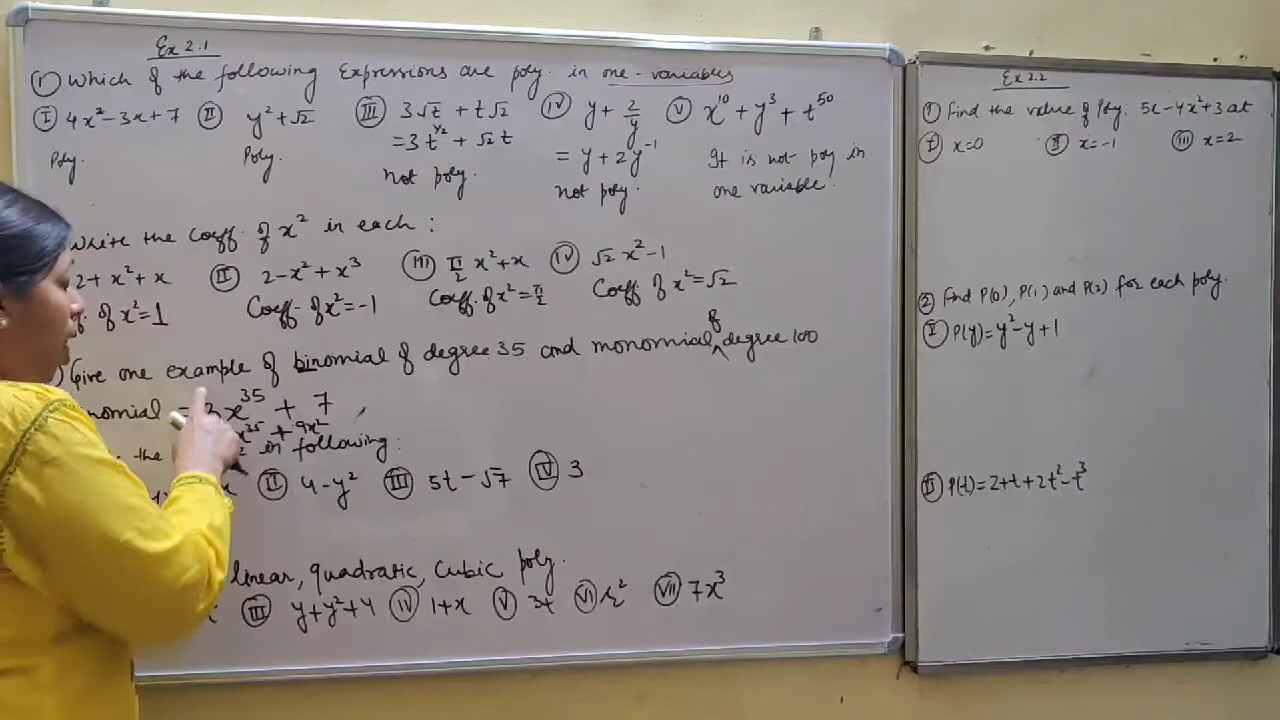 Ex 2.1
① Which of the following Expressions are poly. in one-variables
Ⓘ 4x²-3x+7 Ⓘⓘ y²+√2 Ⓘⓘⓘ 3√t + t√2 Ⓘⓥ y+2/y Ⓥ x¹⁰+y³+t⁵⁰
=3t^½+√2t = y+2y⁻¹ It is not poly in
Poly. Poly. not poly. not poly. one variable.
Write the Coeff. of x² in each:
2+x²+x Ⓘⓘ 2-x²+x³ Ⓘⓘⓘ π/2 x²+x Ⓘⓥ √2 x²-1
of x²=1 Coeff. of x²=-1 Coeff. of x²=π/2 Coeff of x²=√2
Give one example of binomial of degree 35 and monomial of degree 100
nomial = 3x³⁵ + 7
x³⁵ + 9x²
the in following:
Ⓘⓘ 4-y² Ⓘⓘⓘ 5t-√7 Ⓘⓥ 3
linear, quadratic, Cubic poly.
Ⓘⓘⓘ y+y²+4 Ⓘⓥ 1+x Ⓥ 3t Ⓥⓘ r² Ⓥⓘⓘ 7x³
Ex 2.2
① Find the value of Poly. 5x-4x²+3 at
Ⓘ x=0 Ⓘⓘ x=-1 Ⓘⓘⓘ x=2
② Find P(0), P(1) and P(2) for each poly.
Ⓘ P(y)=y²-y+1
Ⓘⓘ P(t)=2+t+2t²-t³